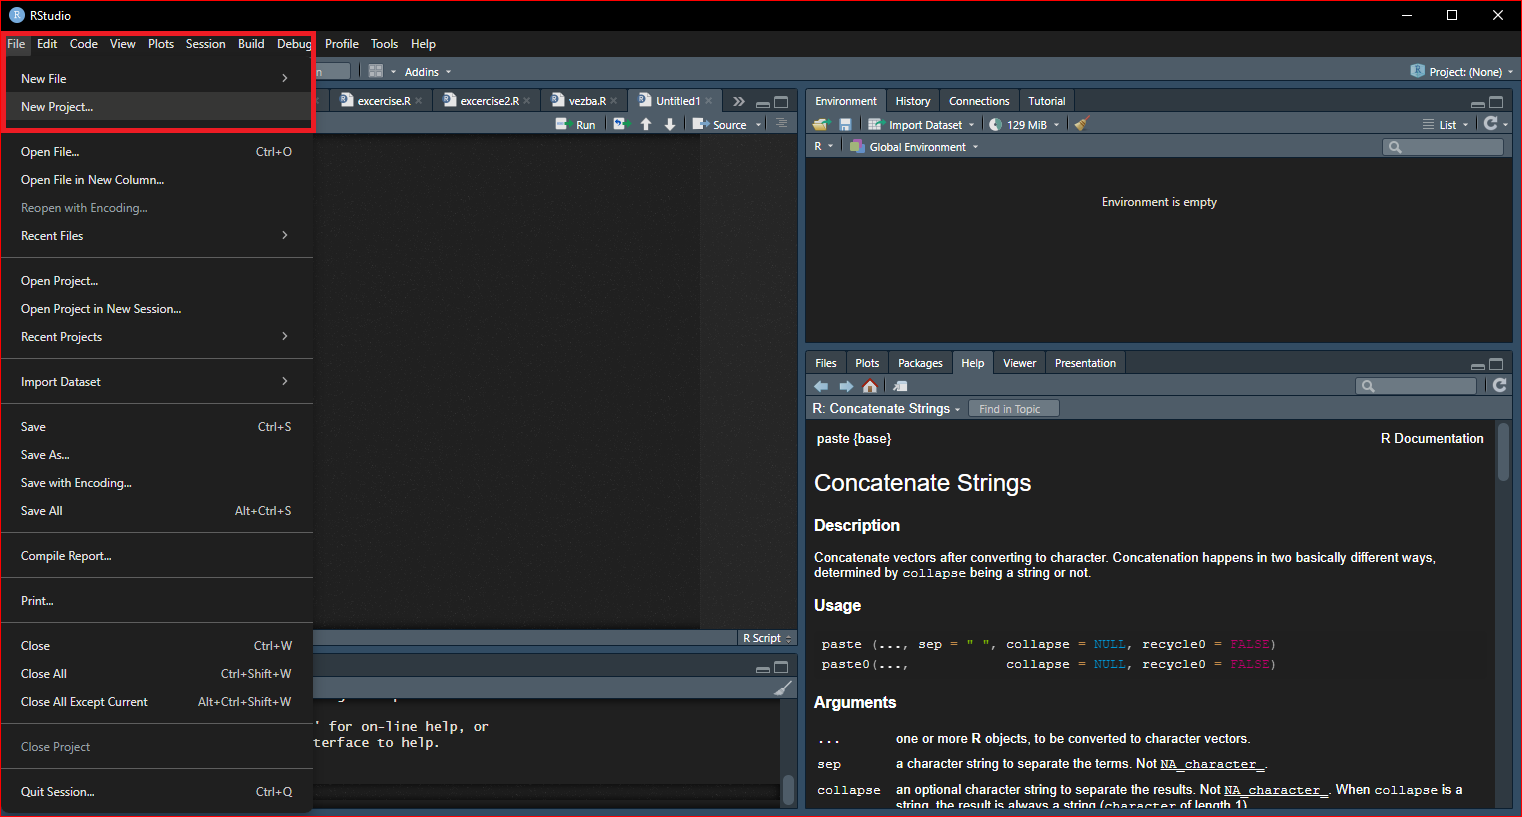 RStudio
File Edit Code View Plots Session Build Debug Profile Tools Help
Addins
Project: (None)
New File
New Project...
Open File... Ctrl+O
Open File in New Column...
Reopen with Encoding...
Recent Files
Open Project...
Open Project in New Session...
Recent Projects
Import Dataset
Save Ctrl+S
Save As...
Save with Encoding...
Save All Alt+Ctrl+S
Compile Report...
Print...
Close Ctrl+W
Close All Ctrl+Shift+W
Close All Except Current Alt+Ctrl+Shift+W
Close Project
Quit Session... Ctrl+Q
excercise.R excercise2.R vezba.R Untitled1
Run Source
R Script
' for on-line help, or
terface to help.
Environment History Connections Tutorial
Import Dataset 129 MiB List
R Global Environment
Environment is empty
Files Plots Packages Help Viewer Presentation
R: Concatenate Strings Find in Topic
paste {base} R Documentation
Concatenate Strings
Description
Concatenate vectors after converting to character. Concatenation happens in two basically different ways,
determined by collapse being a string or not.
Usage
paste (..., sep = " ", collapse = NULL, recycle0 = FALSE)
paste0(..., collapse = NULL, recycle0 = FALSE)
Arguments
... one or more R objects, to be converted to character vectors.
sep a character string to separate the terms. Not NA_character_.
collapse an optional character string to separate the results. Not NA_character_. When collapse is a
string, the result is always a string (character of length 1).